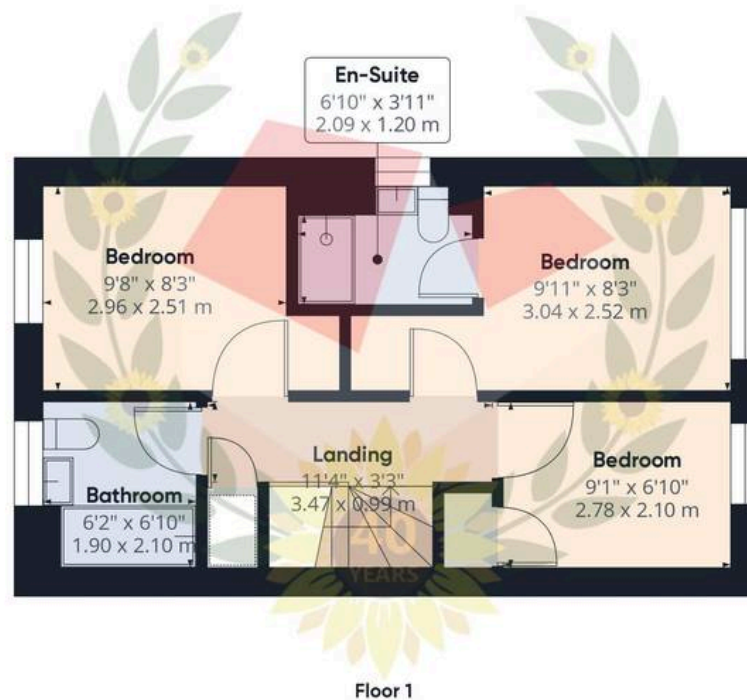 En-Suite
6'10" x 3'11"
2.09 x 1.20 m
Bedroom
9'8" x 8'3"
2.96 x 2.51 m
Bedroom
9'11" x 8'3"
3.04 x 2.52 m
Landing
11'4" x 3'3"
3.47 x 0.99 m
Bedroom
9'1" x 6'10"
2.78 x 2.10 m
Bathroom
6'2" x 6'10"
1.90 x 2.10 m
40
YEARS
Floor 1